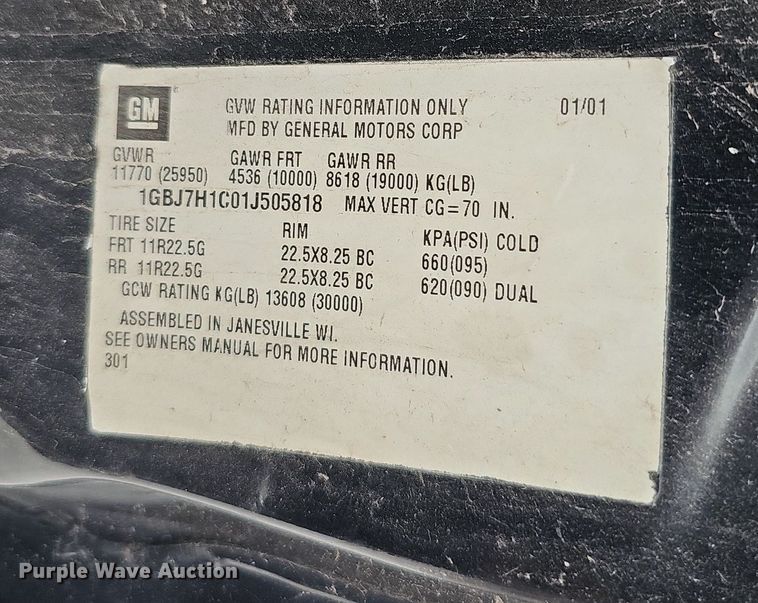 GM GVW RATING INFORMATION ONLY 01/01
MFD BY GENERAL MOTORS CORP
GVWR GAWR FRT GAWR RR
11770 (25950) 4536 (10000) 8618 (19000) KG(LB)
1GBJ7H1C01J505818 MAX VERT CG=70 IN.
TIRE SIZE RIM KPA(PSI) COLD
FRT 11R22.5G 22.5X8.25 BC 660(095)
RR 11R22.5G 22.5X8.25 BC 620(090) DUAL
GCW RATING KG(LB) 13608 (30000)
ASSEMBLED IN JANESVILLE WI.
SEE OWNERS MANUAL FOR MORE INFORMATION.
301
Purple Wave Auction